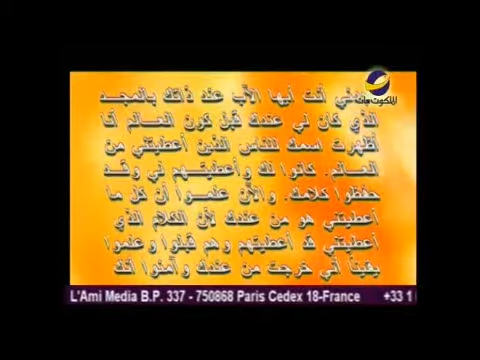 الملكوت سات
مجدني أنت أيها الآب عند ذاتك بالمجد
الذي كان لي عندك قبل كون العالم أنا
أظهرت اسمك للناس الذين أعطيتني من
العالم. كانوا لك وأعطيتهم لي وقد
حفظوا كلامك. والآن علموا أن كل ما
أعطيتني هو من عندك لأن الكلام الذي
أعطيتني قد أعطيتهم وهم قبلوا وعلموا
يقيناً أني خرجت من عندك وآمنوا أنك
L'Ami Media B.P. 337 - 750868 Paris Cedex 18-France +33 1